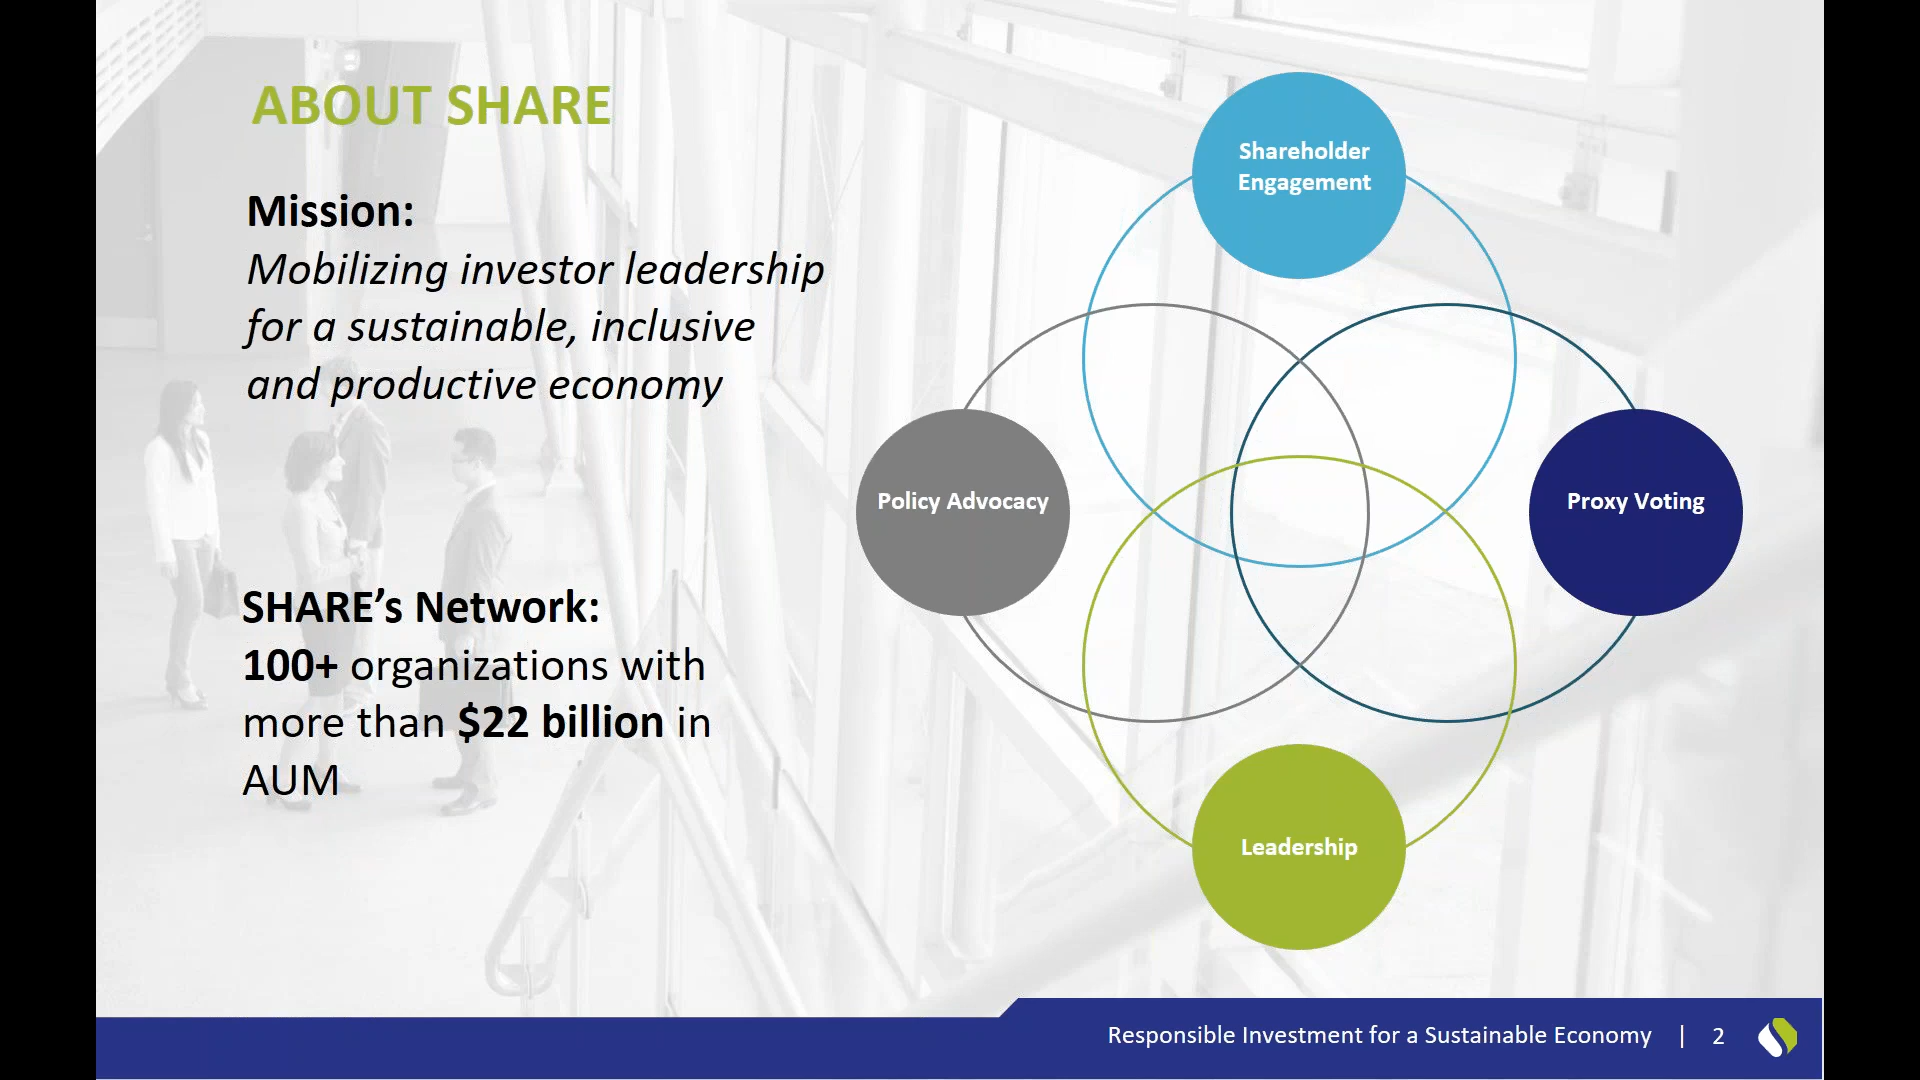 ABOUT SHARE
Mission:
Mobilizing investor leadership
for a sustainable, inclusive
and productive economy
SHARE’s Network:
100+ organizations with
more than $22 billion in
AUM
Shareholder
Engagement
Policy Advocacy
Proxy Voting
Leadership
Responsible Investment for a Sustainable Economy | 2